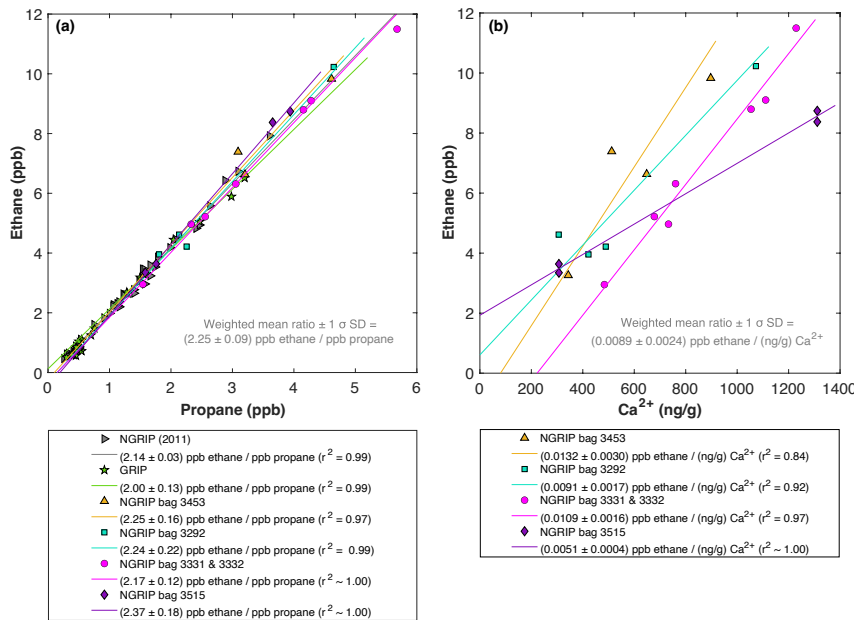 (a)
Ethane (ppb)
12
10
8
6
4
2
0
0 1 2 3 4 5 6
Propane (ppb)
Weighted mean ratio ± 1 σ SD =
(2.25 ± 0.09) ppb ethane / ppb propane
NGRIP (2011)
(2.14 ± 0.03) ppb ethane / ppb propane (r² = 0.99)
GRIP
(2.00 ± 0.13) ppb ethane / ppb propane (r² = 0.99)
NGRIP bag 3453
(2.25 ± 0.16) ppb ethane / ppb propane (r² = 0.97)
NGRIP bag 3292
(2.24 ± 0.22) ppb ethane / ppb propane (r² = 0.99)
NGRIP bag 3331 & 3332
(2.17 ± 0.12) ppb ethane / ppb propane (r² ~ 1.00)
NGRIP bag 3515
(2.37 ± 0.18) ppb ethane / ppb propane (r² ~ 1.00)
(b)
Ethane (ppb)
12
10
8
6
4
2
0
0 200 400 600 800 1000 1200 1400
Ca²⁺ (ng/g)
Weighted mean ratio ± 1 σ SD =
(0.0089 ± 0.0024) ppb ethane / (ng/g) Ca²⁺
NGRIP bag 3453
(0.0132 ± 0.0030) ppb ethane / (ng/g) Ca²⁺ (r² = 0.84)
NGRIP bag 3292
(0.0091 ± 0.0017) ppb ethane / (ng/g) Ca²⁺ (r² = 0.92)
NGRIP bag 3331 & 3332
(0.0109 ± 0.0016) ppb ethane / (ng/g) Ca²⁺ (r² = 0.97)
NGRIP bag 3515
(0.0051 ± 0.0004) ppb ethane / (ng/g) Ca²⁺ (r² ~ 1.00)